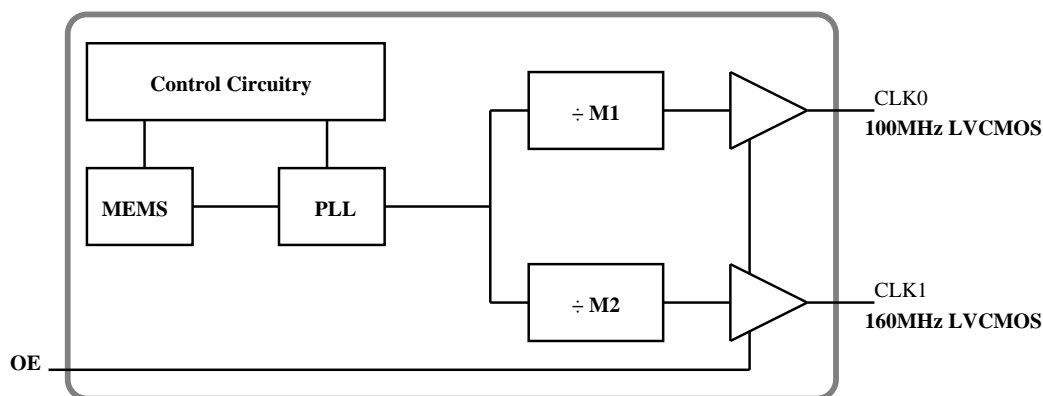 Control Circuitry
÷ M1
CLK0
100MHz LVCMOS
MEMS
PLL
÷ M2
CLK1
160MHz LVCMOS
OE